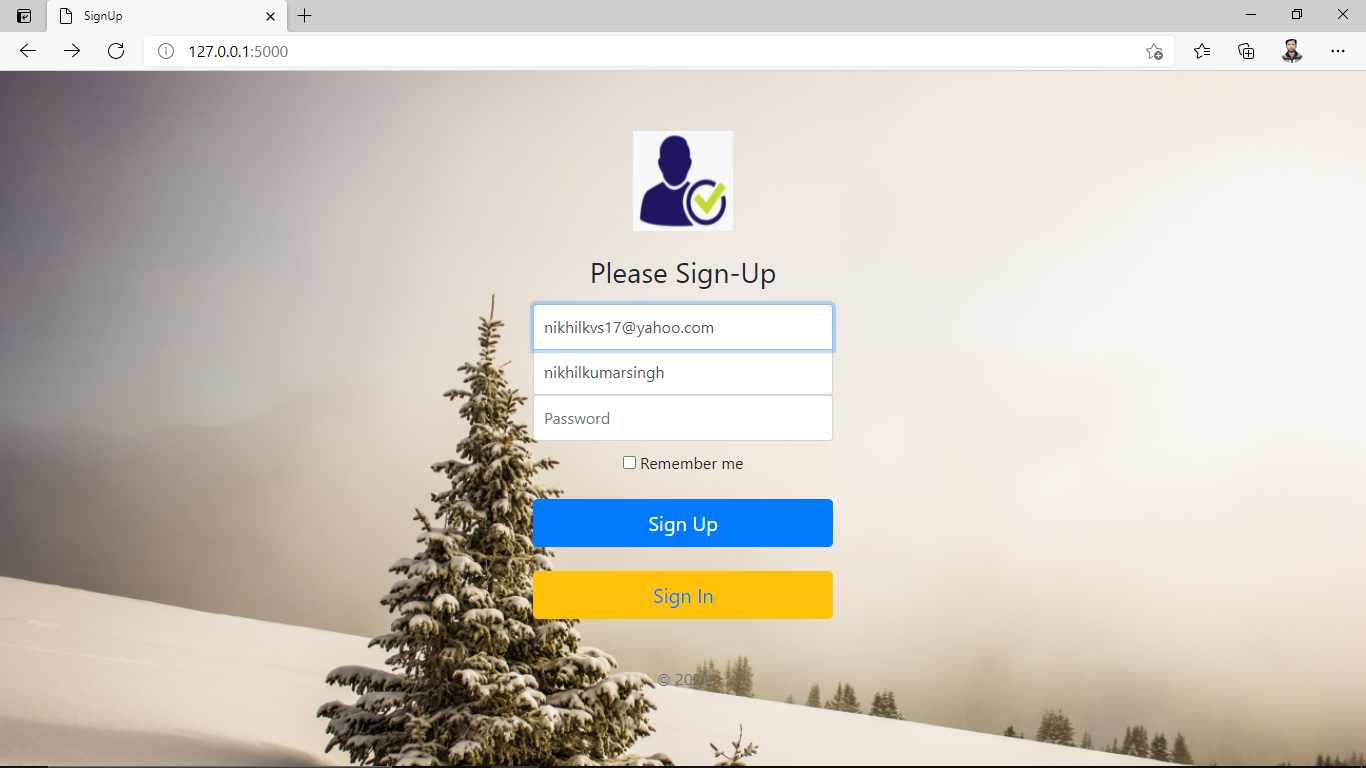 SignUp
127.0.0.1:5000
Please Sign-Up
nikhilkvs17@yahoo.com
nikhilkumarsingh
Password
Remember me
Sign Up
Sign In
©